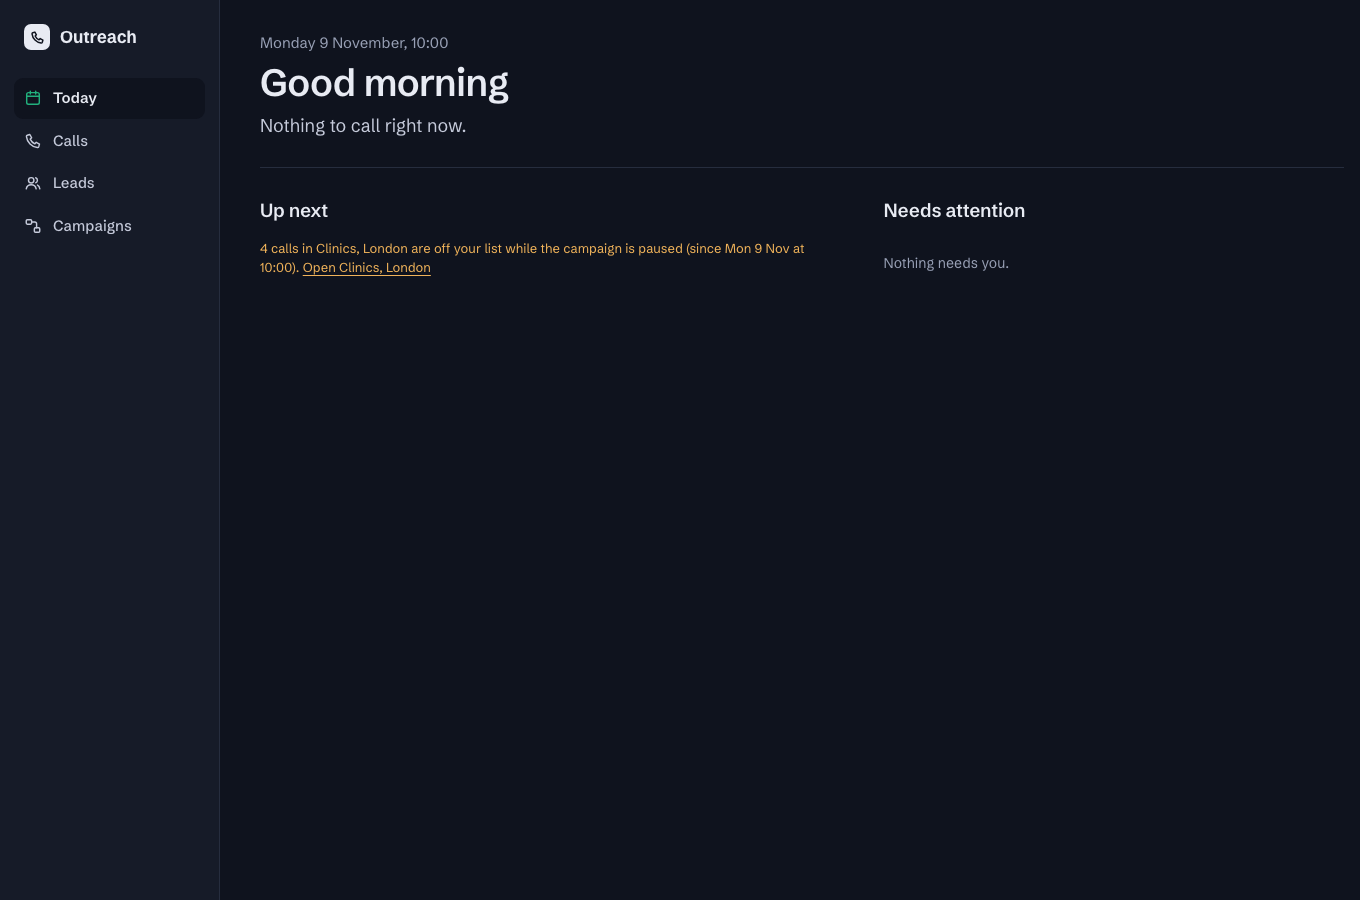 Outreach
Today
Calls
Leads
Campaigns
Monday 9 November, 10:00
Good morning
Nothing to call right now.
Up next
4 calls in Clinics, London are off your list while the campaign is paused (since Mon 9 Nov at
10:00). Open Clinics, London
Needs attention
Nothing needs you.